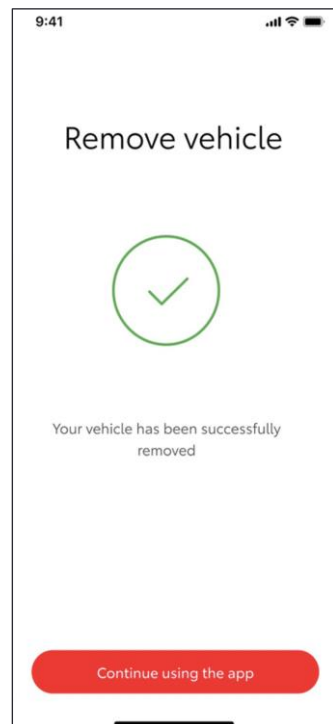 9:41
Remove vehicle
Your vehicle has been successfully
removed
Continue using the app